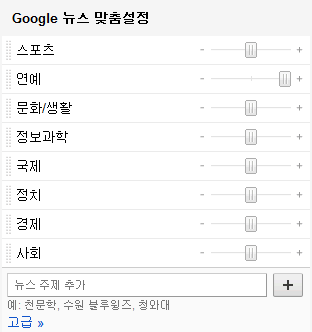 Google 뉴스 맞춤설정
스포츠 - +
연예 - +
문화/생활 - +
정보과학 - +
국제 - +
정치 - +
경제 - +
사회 - +
뉴스 주제 추가 +
예: 천문학, 수원 블루윙즈, 청와대
고급 »